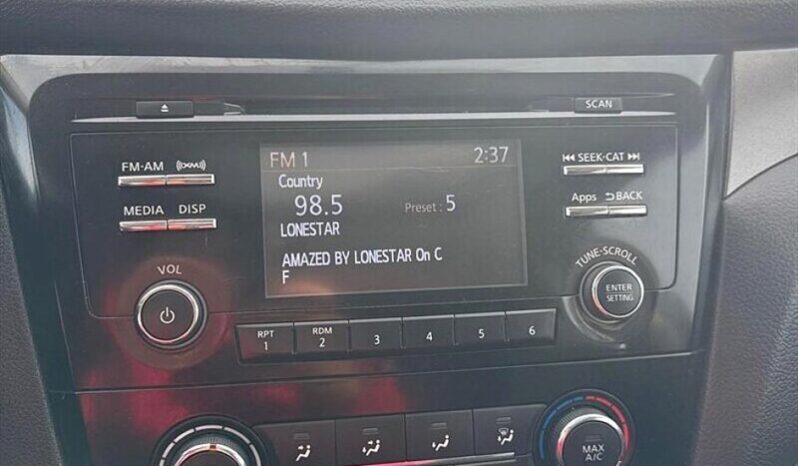 SCAN
FM-AM (XM)
FM 1 2:37
SEEK·CAT
Country
MEDIA DISP
98.5 Preset : 5
Apps BACK
LONESTAR
AMAZED BY LONESTAR On C
F
VOL
TUNE·SCROLL
ENTER
SETTING
RPT RDM
1 2 3 4 5 6
MAX
A/C